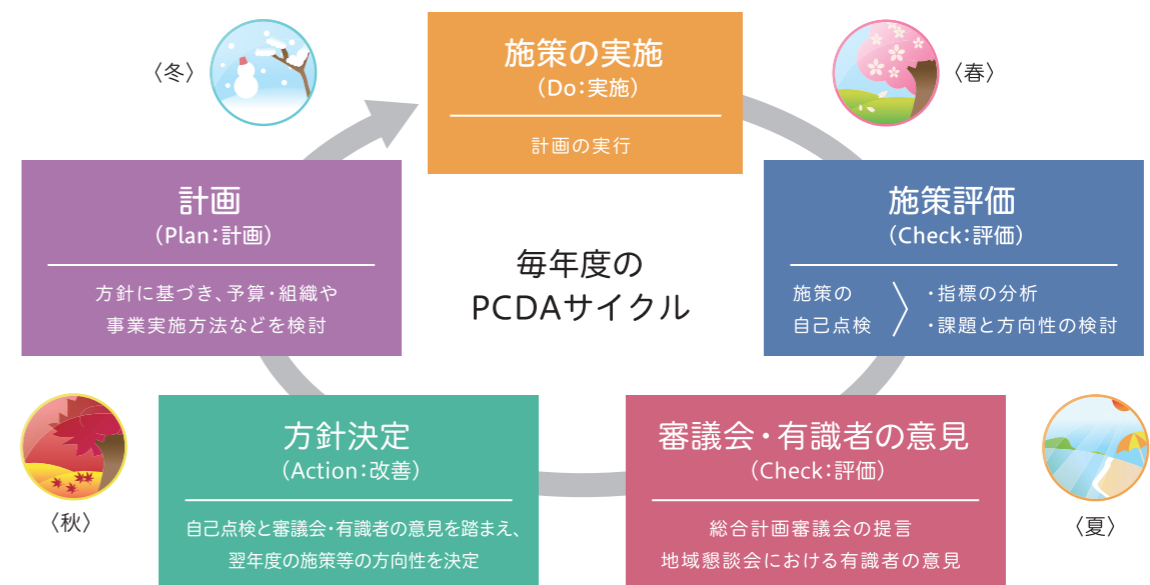 〈冬〉
施策の実施
(Do:実施)
計画の実行
〈春〉
計画
(Plan:計画)
方針に基づき、予算・組織や
事業実施方法などを検討
毎年度の
PCDAサイクル
施策評価
(Check:評価)
施策の
自己点検
・指標の分析
・課題と方向性の検討
〈秋〉
方針決定
(Action:改善)
自己点検と審議会・有識者の意見を踏まえ、
翌年度の施策等の方向性を決定
審議会・有識者の意見
(Check:評価)
総合計画審議会の提言
地域懇談会における有識者の意見
〈夏〉